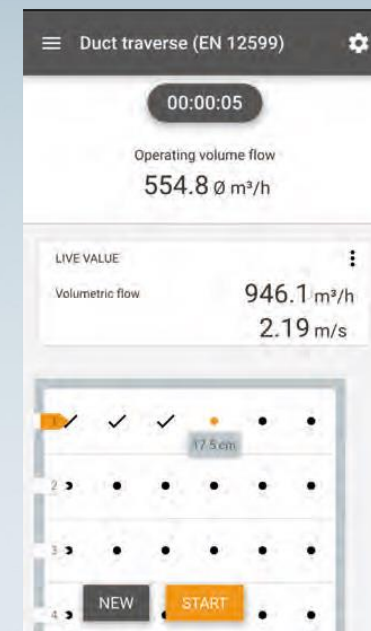 Duct traverse (EN 12599)
00:00:05
Operating volume flow
554.8 Ø m³/h
LIVE VALUE
Volumetric flow
946.1 m³/h
2.19 m/s
1
17.5 cm
2
3
4
NEW
START